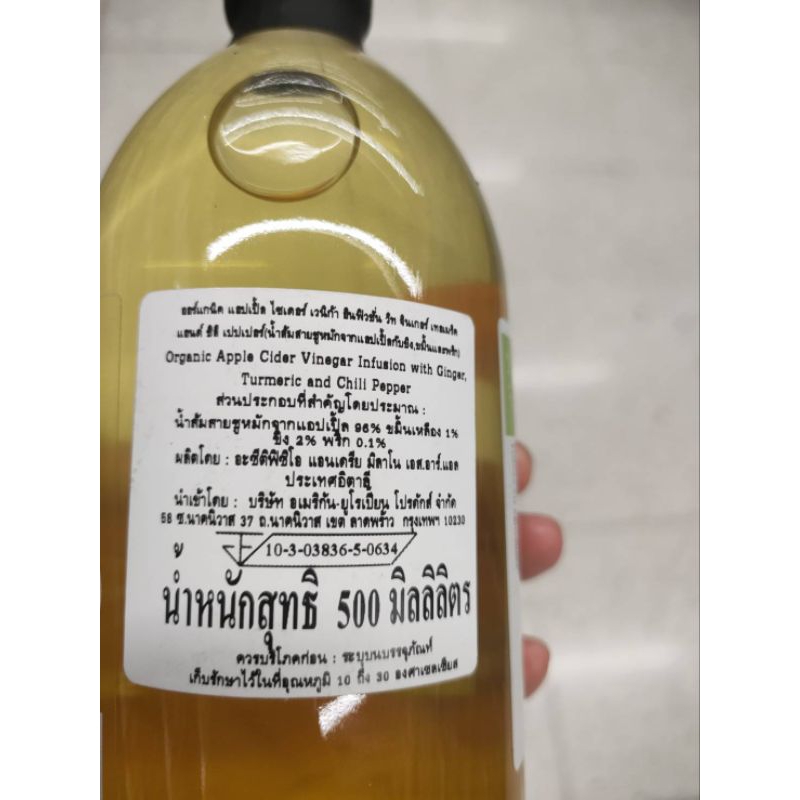 ออร์แกนิค แอปเปิ้ล ไซเดอร์ เวนิก้า อินฟิวชั่น วิท จินเจอร์ เทอเมอริค
แอนด์ ชิลี เปปเปอร์(น้ำส้มสายชูหมักจากแอปเปิ้ลกับขิง,ขมิ้นและพริก)
Organic Apple Cider Vinegar Infusion with Ginger,
Turmeric and Chili Pepper
ส่วนประกอบที่สำคัญโดยประมาณ :
น้ำส้มสายชูหมักจากแอปเปิ้ล 96% ขมิ้นเหลือง 1%
ขิง 2% พริก 0.1%
ผลิตโดย : อะซีติฟิซิโอ แอนเดรีย มิลาโน เอส.อาร์.แอล
ประเทศอิตาลี
นำเข้าโดย : บริษัท อเมริกัน-ยูโรเปียน โปรดักส์ จำกัด
58 ซ.นาคนิวาส 37 ถ.นาคนิวาส เขต ลาดพร้าว กรุงเทพฯ 10230
10-3-03836-5-0634
น้ำหนักสุทธิ 500 มิลลิลิตร
ควรบริโภคก่อน : ระบุบนบรรจุภัณฑ์
เก็บรักษาไว้ในที่อุณหภูมิ 10 ถึง 30 องศาเซลเซียส